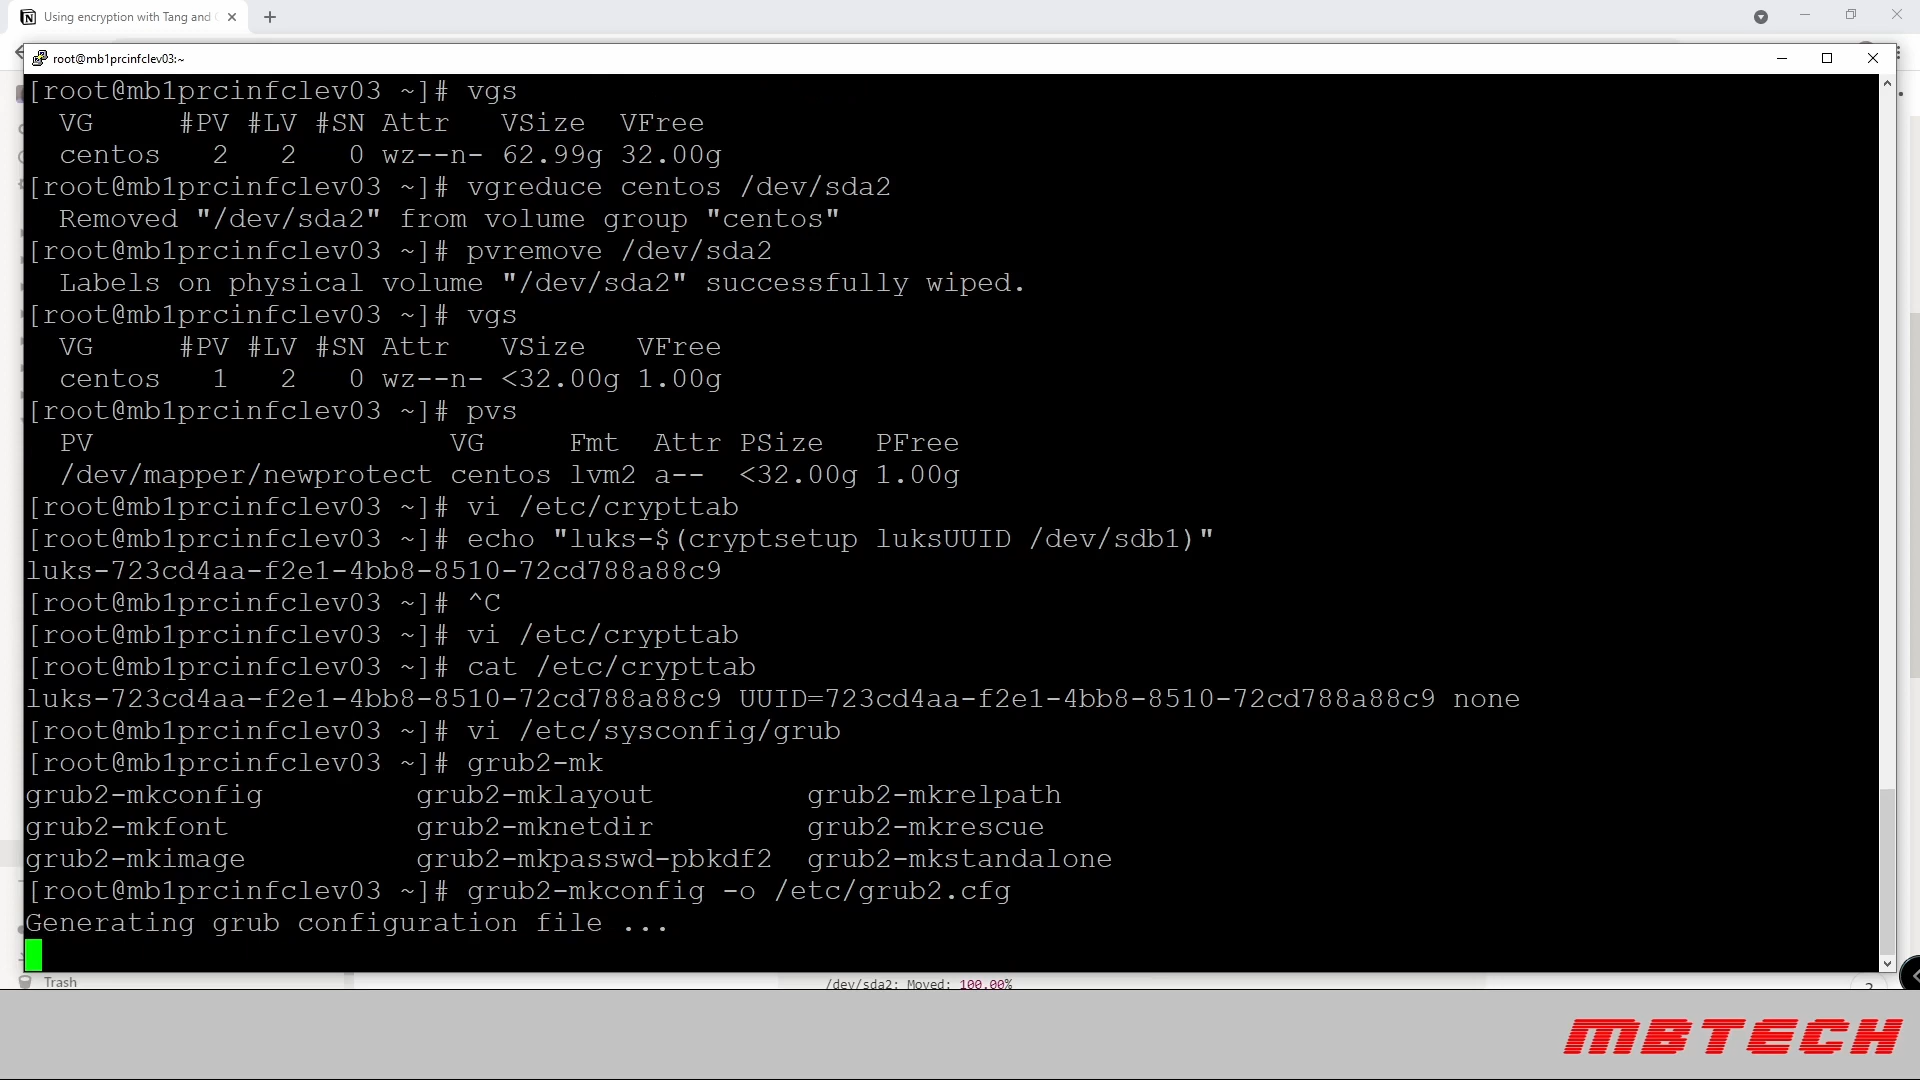 Using encryption with Tang and
root@mb1prcinfclev03:~
[root@mb1prcinfclev03 ~]# vgs
  VG     #PV #LV #SN Attr   VSize  VFree
  centos   2   2   0 wz--n- 62.99g 32.00g
[root@mb1prcinfclev03 ~]# vgreduce centos /dev/sda2
  Removed "/dev/sda2" from volume group "centos"
[root@mb1prcinfclev03 ~]# pvremove /dev/sda2
  Labels on physical volume "/dev/sda2" successfully wiped.
[root@mb1prcinfclev03 ~]# vgs
  VG     #PV #LV #SN Attr   VSize   VFree
  centos   1   2   0 wz--n- <32.00g 1.00g
[root@mb1prcinfclev03 ~]# pvs
  PV                     VG     Fmt  Attr PSize   PFree
  /dev/mapper/newprotect centos lvm2 a--  <32.00g 1.00g
[root@mb1prcinfclev03 ~]# vi /etc/crypttab
[root@mb1prcinfclev03 ~]# echo "luks-$(cryptsetup luksUUID /dev/sdb1)"
luks-723cd4aa-f2e1-4bb8-8510-72cd788a88c9
[root@mb1prcinfclev03 ~]# ^C
[root@mb1prcinfclev03 ~]# vi /etc/crypttab
[root@mb1prcinfclev03 ~]# cat /etc/crypttab
luks-723cd4aa-f2e1-4bb8-8510-72cd788a88c9 UUID=723cd4aa-f2e1-4bb8-8510-72cd788a88c9 none
[root@mb1prcinfclev03 ~]# vi /etc/sysconfig/grub
[root@mb1prcinfclev03 ~]# grub2-mk
grub2-mkconfig         grub2-mklayout         grub2-mkrelpath
grub2-mkfont           grub2-mknetdir         grub2-mkrescue
grub2-mkimage          grub2-mkpasswd-pbkdf2  grub2-mkstandalone
[root@mb1prcinfclev03 ~]# grub2-mkconfig -o /etc/grub2.cfg
Generating grub configuration file ...
Trash
/dev/sda2: Moved: 100.00%
MBTECH